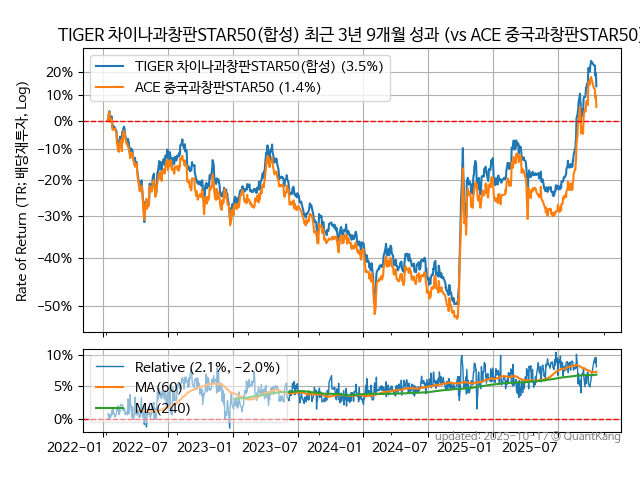 TIGER 차이나과창판STAR50(합성) 최근 3년 9개월 성과 (vs ACE 중국과창판STAR50)
TIGER 차이나과창판STAR50(합성) (3.5%)
ACE 중국과창판STAR50 (1.4%)
Rate of Return (TR: 배당재투자, Log)
20%
10%
0%
-10%
-20%
-30%
-40%
-50%
Relative (2.1%, -2.0%)
MA(60)
MA(240)
10%
5%
0%
2022-01 2022-07 2023-01 2023-07 2024-01 2024-07 2025-01 2025-07
updated: 2025-10-17 © QuantKang